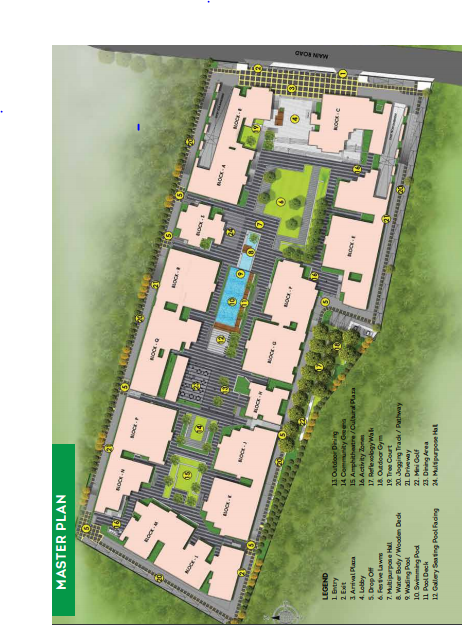 MASTER PLAN
MAIN ROAD
BLOCK - A
BLOCK - B
BLOCK - C
BLOCK - E
BLOCK - F
BLOCK - G
BLOCK - H
BLOCK - J
BLOCK - K
BLOCK - L
BLOCK - M
BLOCK - N
BLOCK - P
BLOCK - Q
BLOCK - R
BLOCK - S
LEGEND
1. Entry
2. Exit
3. Arrival Plaza
4. Lobby
5. Drop Off
6. Festive Lawns
7. Multipurpose Hall
8. Water Body / Wooden Deck
9. Wading Pool
10. Swimming Pool
11. Pool Deck
12. Gallery Seating Pool Facing
13. Outdoor Dining
14. Community Greens
15. Amphitheatre / Cultural Plaza
16. Activity Zones
17. Reflexology Walk
18. Outdoor Gym
19. Tree Court
20. Jogging Track / Pathway
21. Driveway
22. Mini Golf
23. Dining Area
24. Multipurpose Hall